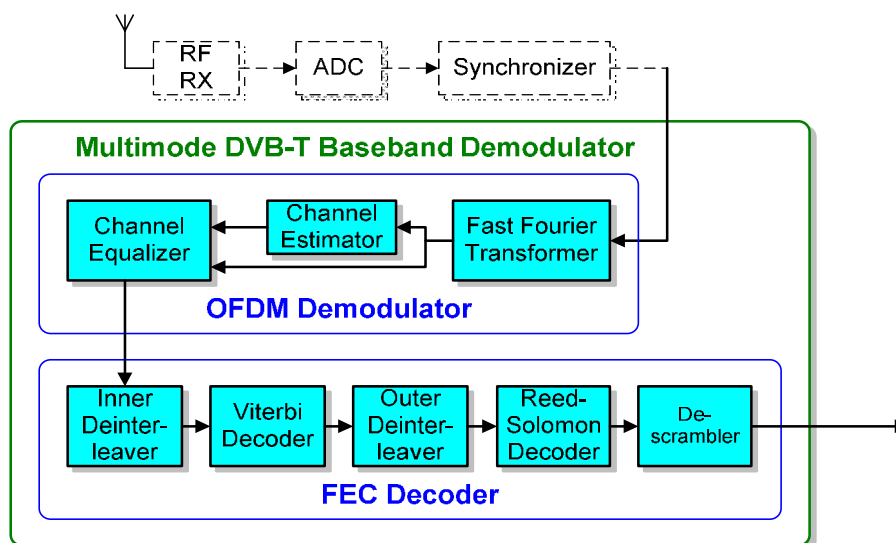 RF
RX
ADC
Synchronizer
Multimode DVB-T Baseband Demodulator
Channel
Equalizer
Channel
Estimator
Fast Fourier
Transformer
OFDM Demodulator
Inner
Deinter-
leaver
Viterbi
Decoder
Outer
Deinter-
leaver
Reed-
Solomon
Decoder
De-
scrambler
FEC Decoder